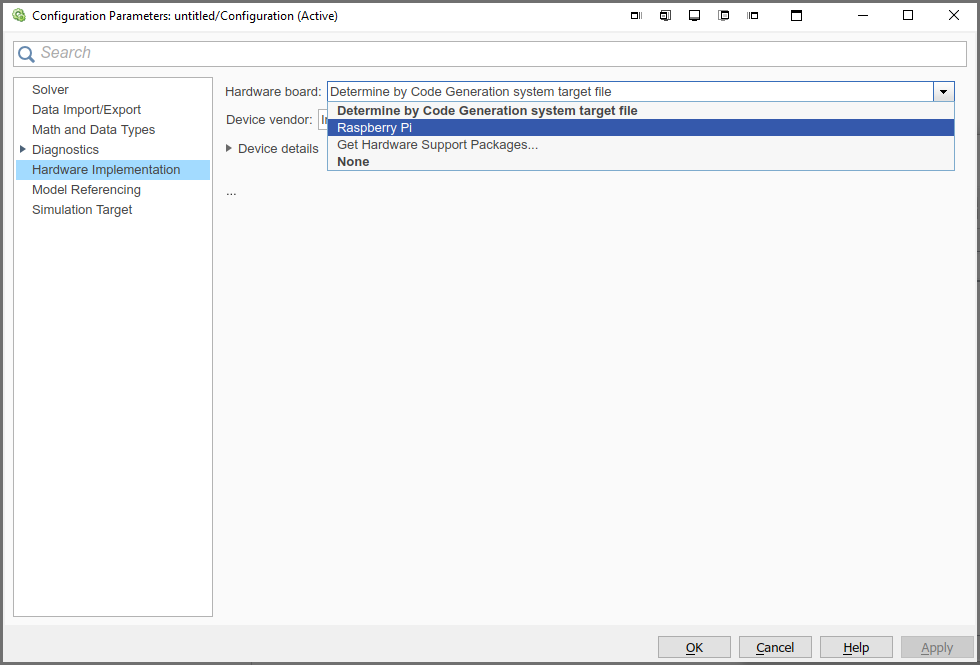 Configuration Parameters: untitled/Configuration (Active)
Search
Solver
Data Import/Export
Math and Data Types
Diagnostics
Hardware Implementation
Model Referencing
Simulation Target
Hardware board: Determine by Code Generation system target file
Determine by Code Generation system target file
Raspberry Pi
Get Hardware Support Packages...
None
Device vendor:
Device details
...
OK Cancel Help Apply